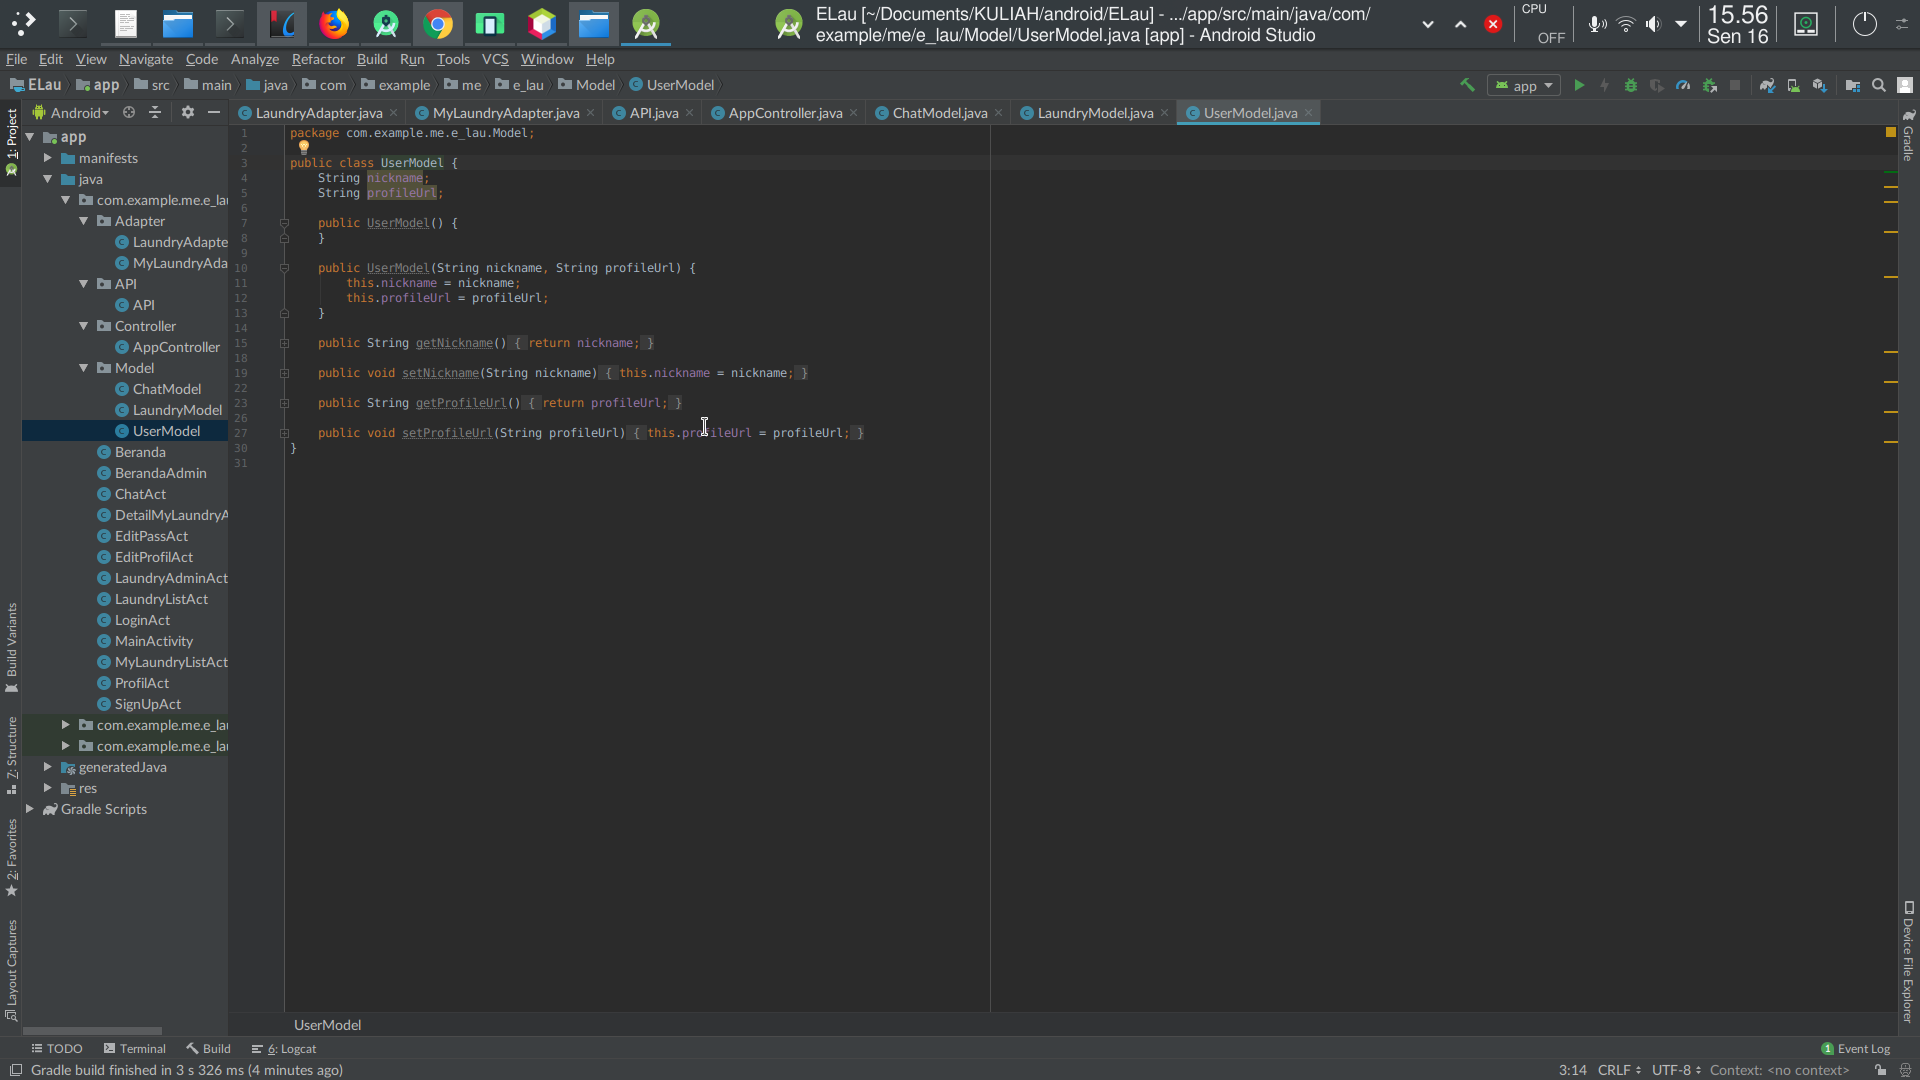 ELau [~/Documents/KULIAH/android/ELau] - .../app/src/main/java/com/
example/me/e_lau/Model/UserModel.java [app] - Android Studio
CPU
OFF
15.56
Sen 16
File Edit View Navigate Code Analyze Refactor Build Run Tools VCS Window Help
ELau app src main java com example me e_lau Model UserModel
app
Android
LaundryAdapter.java MyLaundryAdapter.java API.java AppController.java ChatModel.java LaundryModel.java UserModel.java
1: Project
Build Variants
7: Structure
2: Favorites
Layout Captures
app
manifests
java
com.example.me.e_lau
Adapter
LaundryAdapte
MyLaundryAda
API
API
Controller
AppController
Model
ChatModel
LaundryModel
UserModel
Beranda
BerandaAdmin
ChatAct
DetailMyLaundryA
EditPassAct
EditProfilAct
LaundryAdminAct
LaundryListAct
LoginAct
MainActivity
MyLaundryListAct
ProfilAct
SignUpAct
com.example.me.e_lau
com.example.me.e_lau
generatedJava
res
Gradle Scripts
1 package com.example.me.e_lau.Model;
2
3 public class UserModel {
4 String nickname;
5 String profileUrl;
6
7 public UserModel() {
8 }
9
10 public UserModel(String nickname, String profileUrl) {
11 this.nickname = nickname;
12 this.profileUrl = profileUrl;
13 }
14
15 public String getNickname() { return nickname; }
18
19 public void setNickname(String nickname) { this.nickname = nickname; }
22
23 public String getProfileUrl() { return profileUrl; }
26
27 public void setProfileUrl(String profileUrl) { this.profileUrl = profileUrl; }
30 }
31
Gradle
Device File Explorer
UserModel
TODO Terminal Build 6: Logcat
1 Event Log
Gradle build finished in 3 s 326 ms (4 minutes ago)
3:14 CRLF UTF-8 Context: <no context>